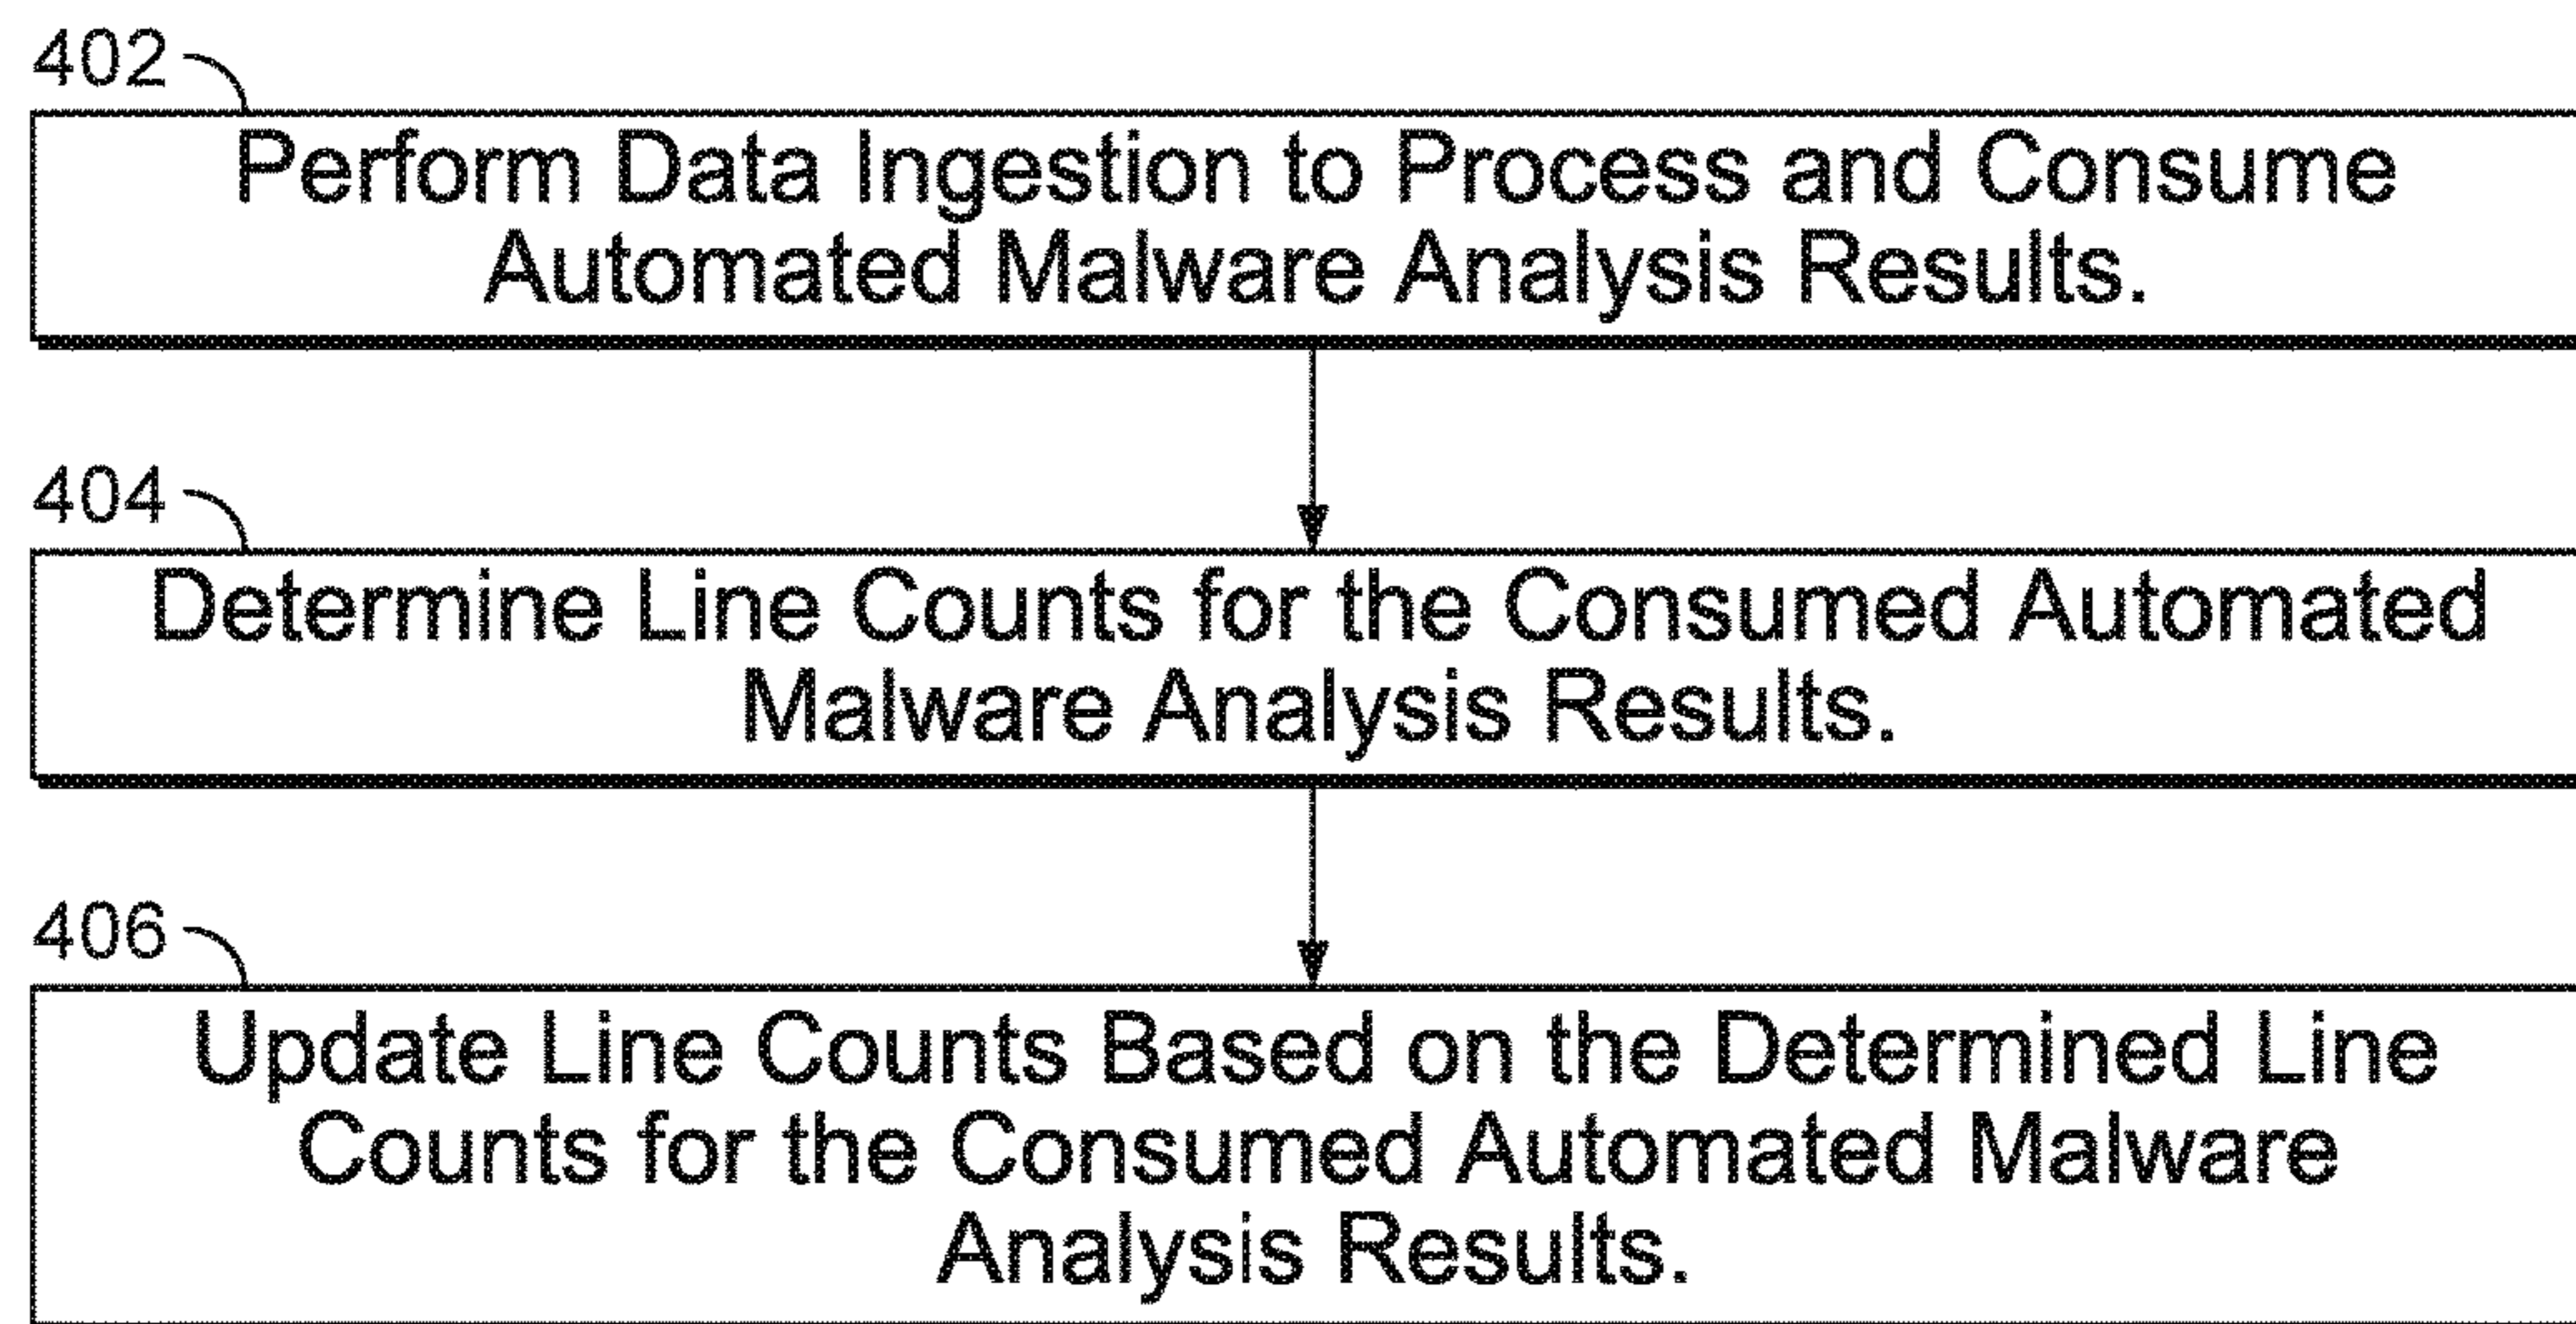 402
Perform Data Ingestion to Process and Consume
Automated Malware Analysis Results.
404
Determine Line Counts for the Consumed Automated
Malware Analysis Results.
406
Update Line Counts Based on the Determined Line
Counts for the Consumed Automated Malware
Analysis Results.